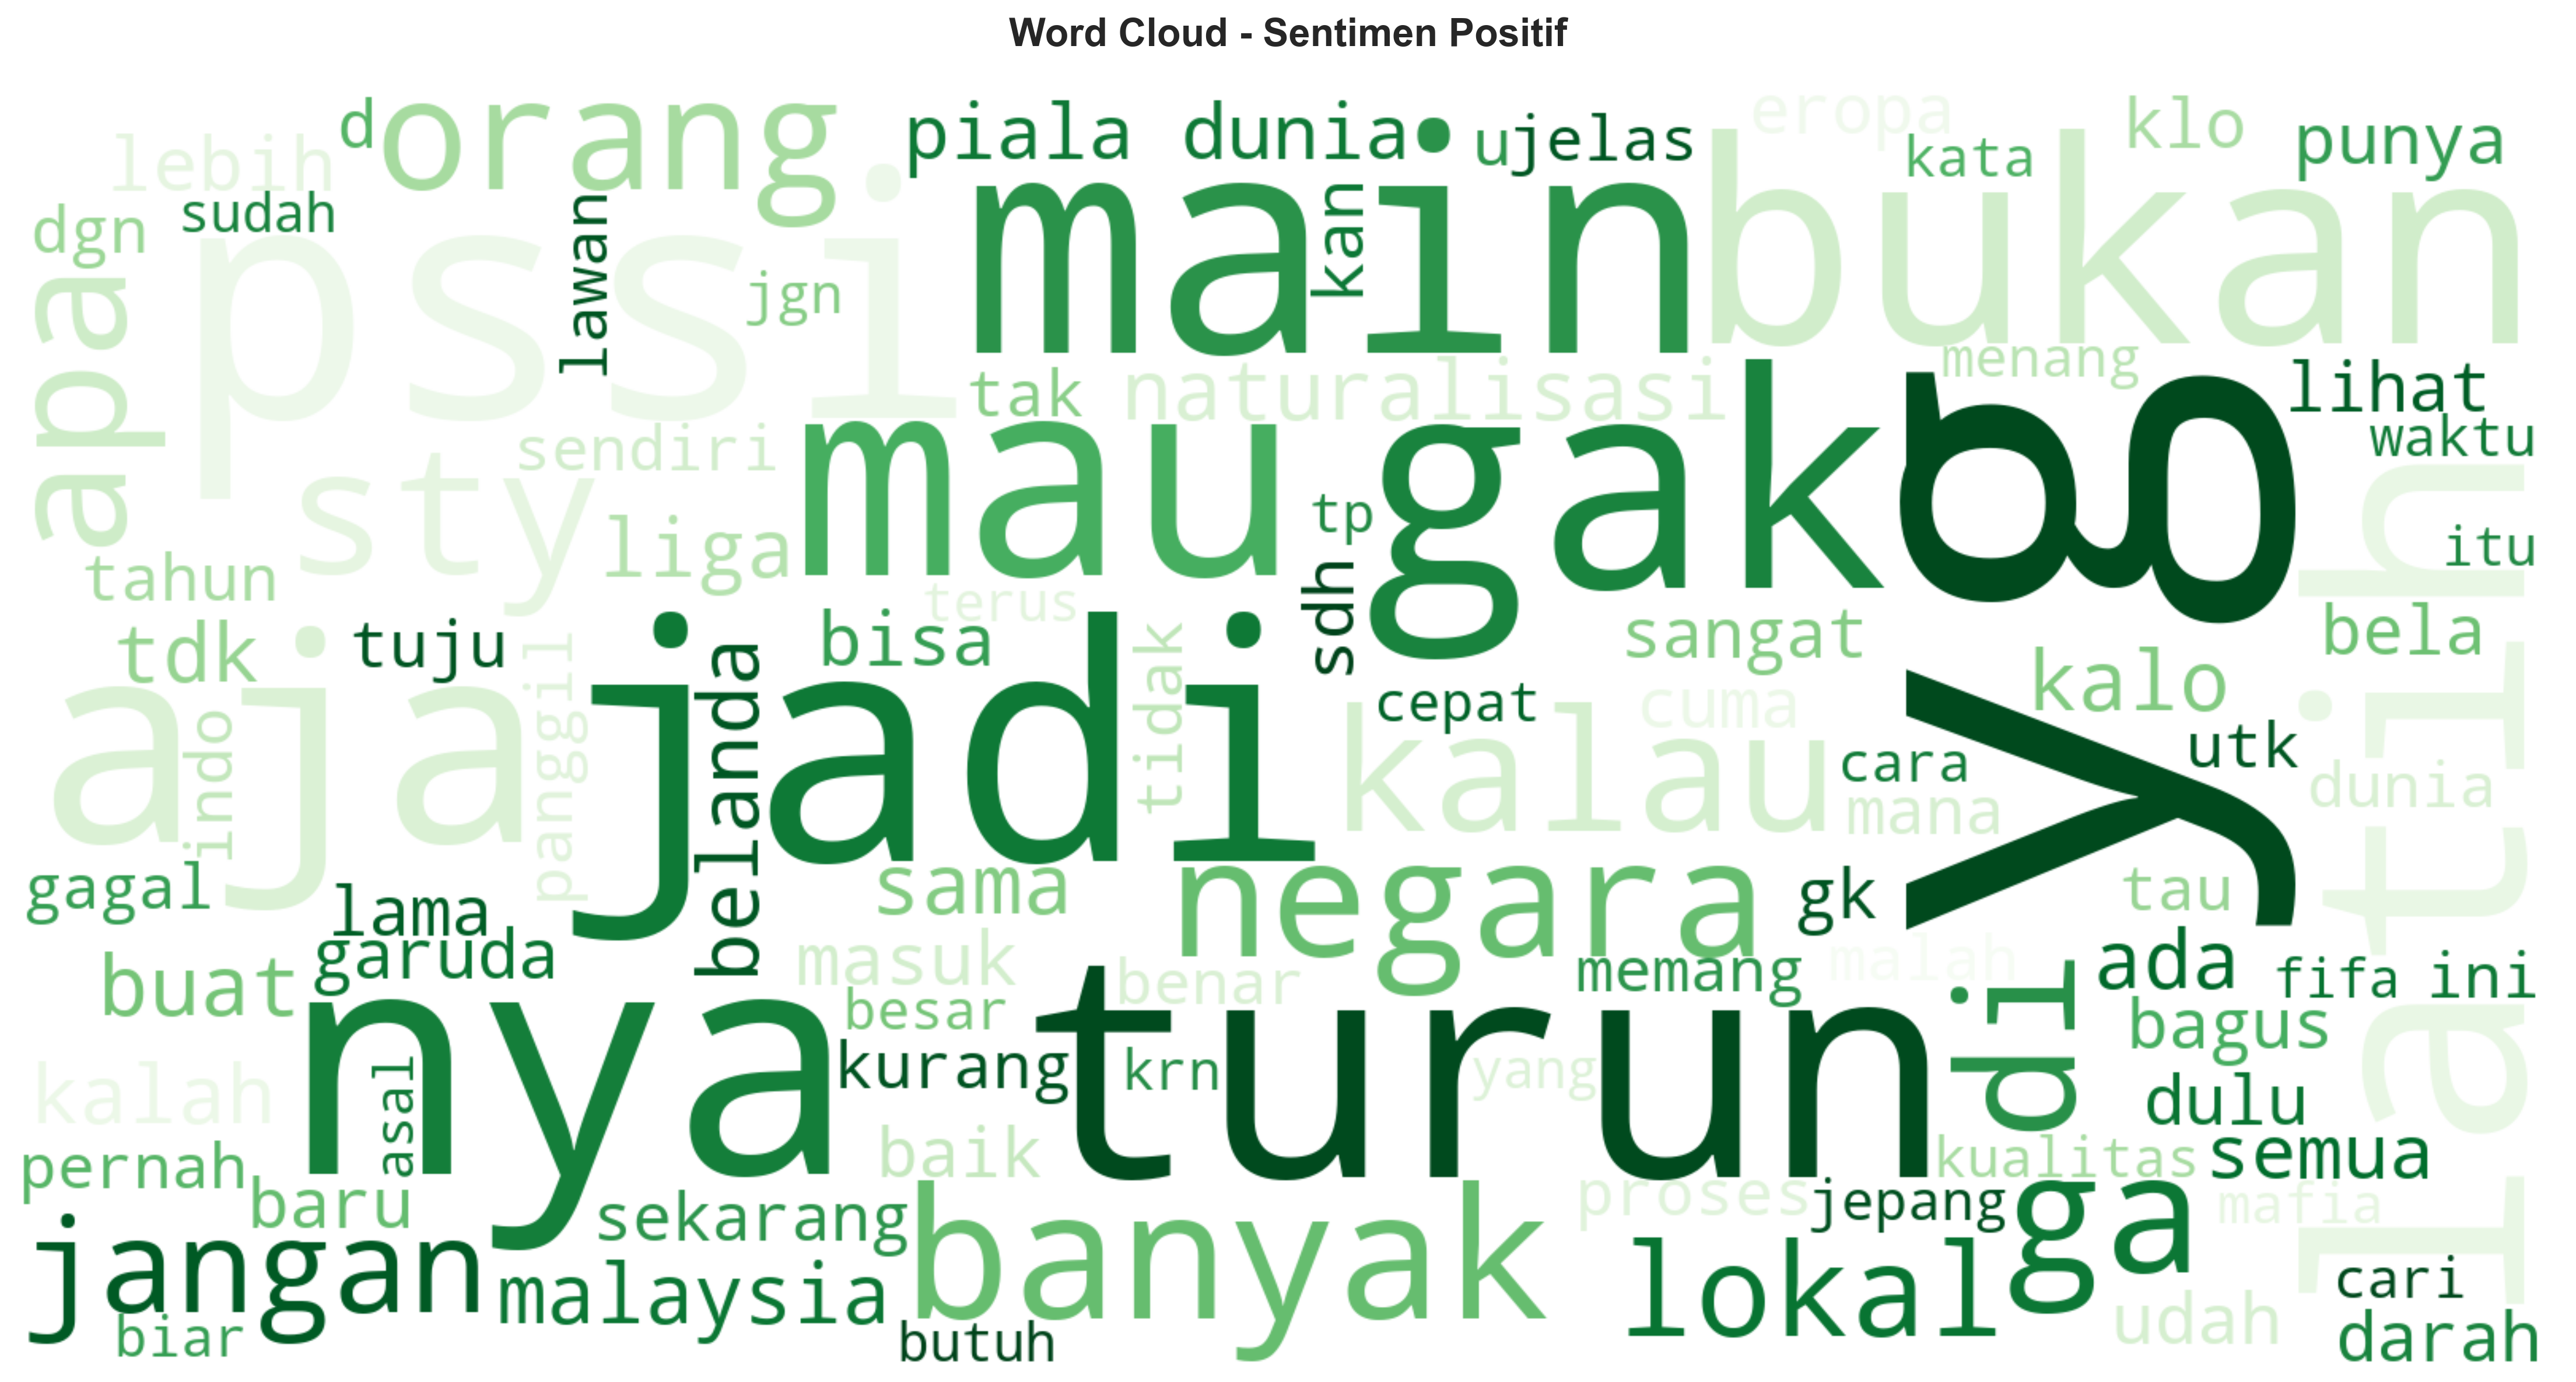 Word Cloud - Sentimen Positif
lebih
d
orang
piala dunia
u
jelas
eropa
kata
klo
punya
dgn
sudah
lawan
jgn
pssi
main
kan
bukan
apa
tak
naturalisasi
menang
lihat
waktu
sendiri
sty
liga
mau
tp
gak
yg
itu
latih
tahun
terus
sdh
tdk
tuju
bisa
tidak
sangat
bela
aja
indo
panggil
jadi
belanda
cepat
cuma
kalau
kalo
cara
utk
mana
dunia
gagal
lama
garuda
sama
negara
gk
tau
buat
masuk
benar
memang
malah
ada
fifa
ini
besar
di
bagus
nya
asal
kurang
krn
turun
yang
kalah
dulu
pernah
baik
kualitas
semua
baru
sekarang
banyak
proses
jepang
ga
mafia
jangan
malaysia
lokal
cari
biar
butuh
udah
darah